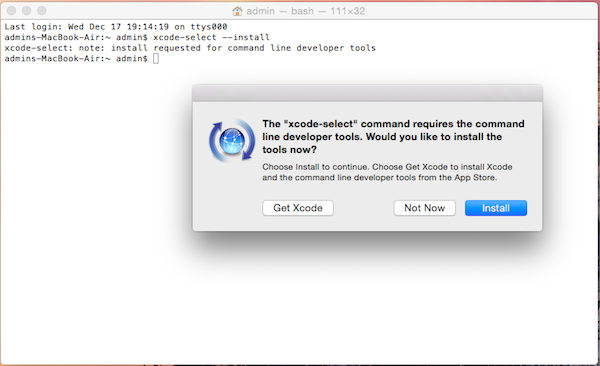 admin — bash — 111×32
Last login: Wed Dec 17 19:14:19 on ttys000
admins-MacBook-Air:~ admin$ xcode-select --install
xcode-select: note: install requested for command line developer tools
admins-MacBook-Air:~ admin$
The "xcode-select" command requires the command
line developer tools. Would you like to install the
tools now?
Choose Install to continue. Choose Get Xcode to install Xcode
and the command line developer tools from the App Store.
Get Xcode
Not Now
Install